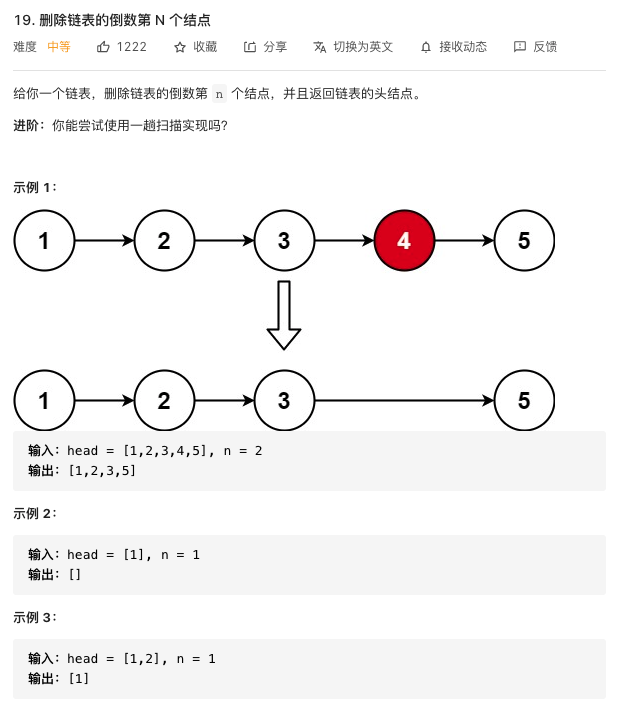 19. 删除链表的倒数第 N 个结点
难度 中等 1222 收藏 分享 切换为英文 接收动态 反馈
给你一个链表，删除链表的倒数第 n 个结点，并且返回链表的头结点。
进阶：你能尝试使用一趟扫描实现吗？
示例 1：
1 2 3 4 5
1 2 3 5
输入：head = [1,2,3,4,5], n = 2
输出：[1,2,3,5]
示例 2：
输入：head = [1], n = 1
输出：[]
示例 3：
输入：head = [1,2], n = 1
输出：[1]